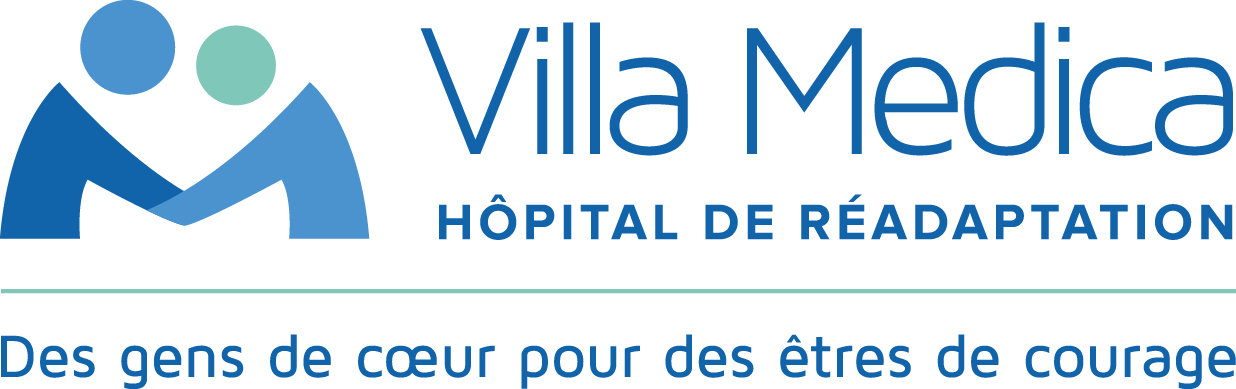 Villa Medica
HÔPITAL DE RÉADAPTATION
Des gens de cœur pour des êtres de courage